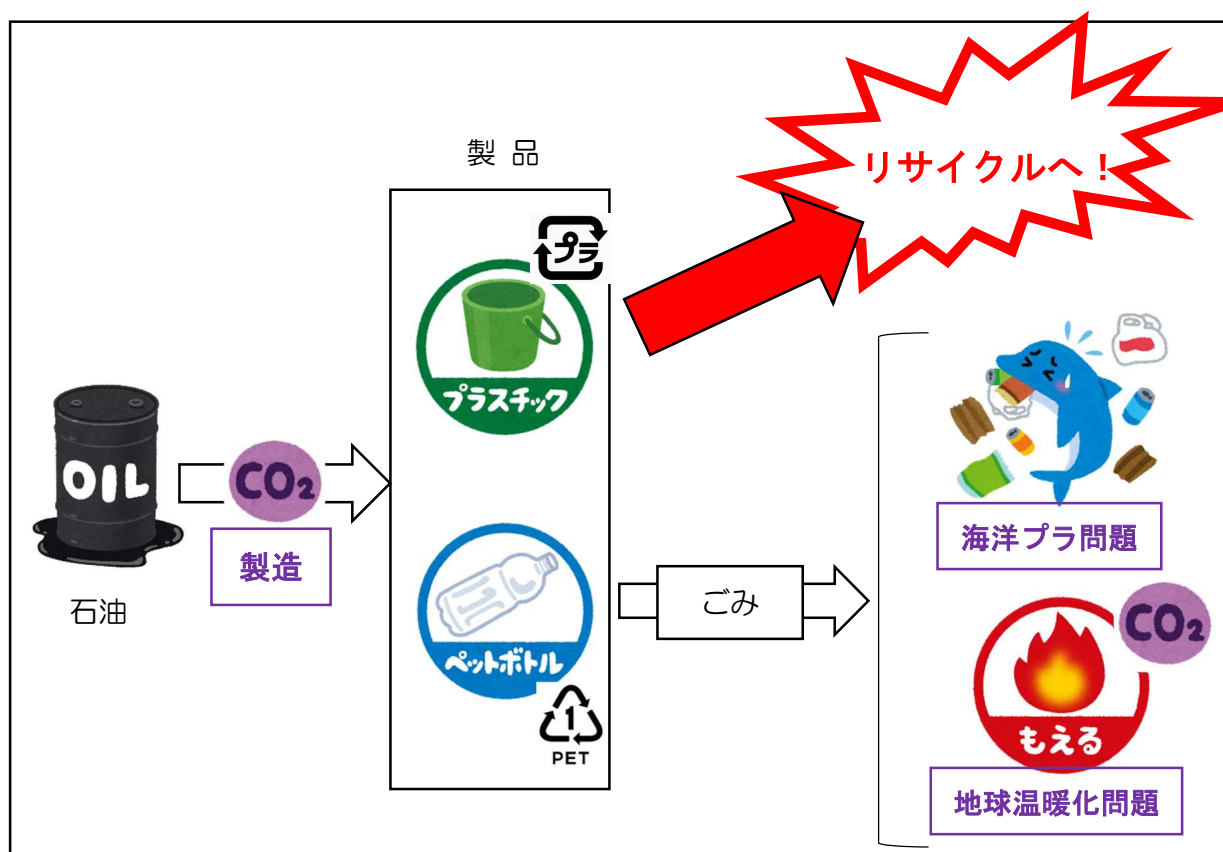 リサイクルへ！
製 品
プラ
プラスチック
OIL
CO₂
製造
石油
ペットボトル
1
PET
ごみ
海洋プラ問題
CO₂
もえる
地球温暖化問題